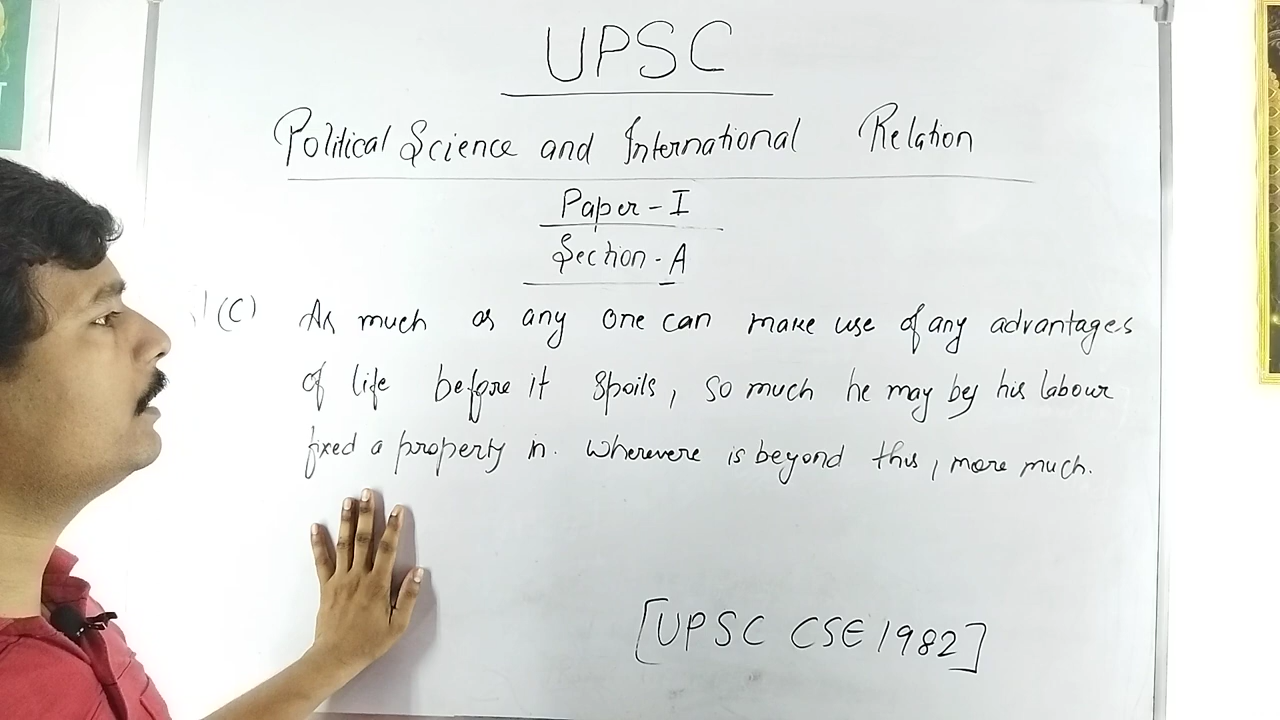 UPSC
Political Science and International Relation
Paper - I
Section - A
1(C) As much as any one can make use of any advantages
of life before it spoils, so much he may by his labour
fixed a property in. wherevere is beyond this, more much.
[UPSC CSE 1982]